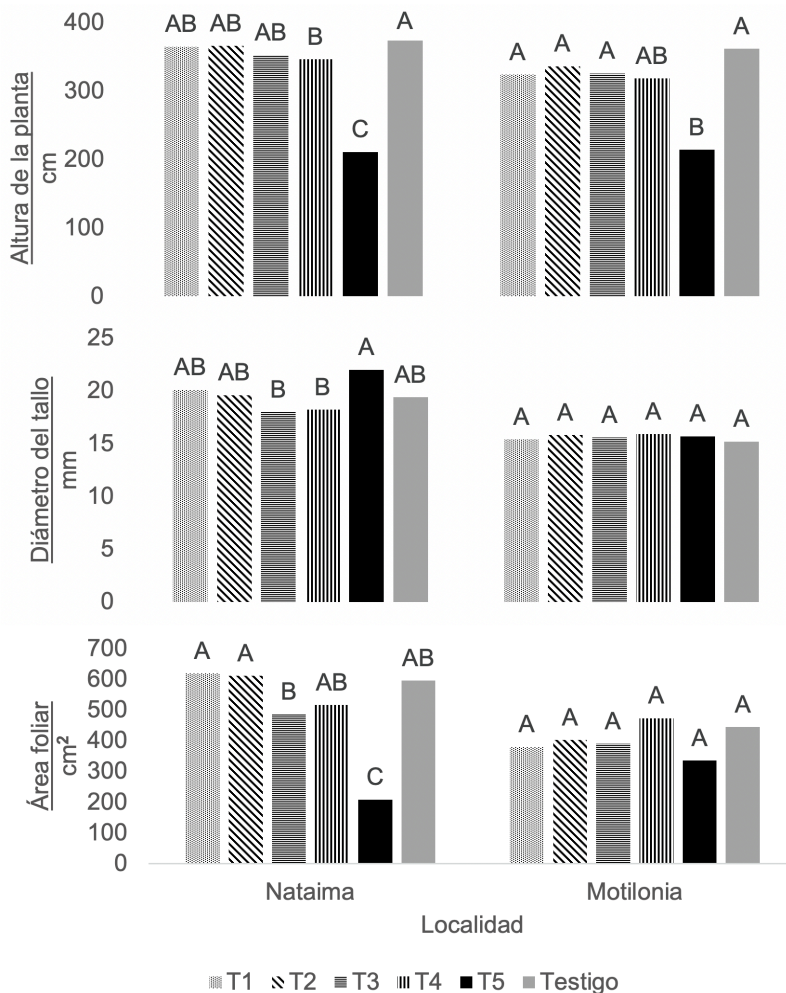 Altura de la planta
cm
400
300
200
100
0
AB AB AB B C A
A A A AB B A
Diámetro del tallo
mm
25
20
15
10
5
0
AB AB B B A AB
A A A A A A
Área foliar
cm²
700
600
500
400
300
200
100
0
A A B AB C AB
A A A A A A
Nataima Motilonia
Localidad
T1 T2 T3 T4 T5 Testigo